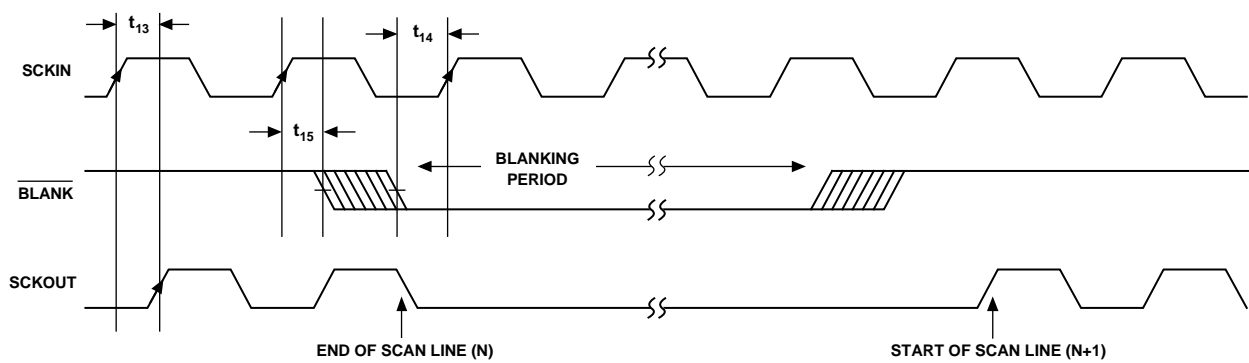 t13
t14
SCKIN
t15
BLANKING
PERIOD
BLANK
SCKOUT
END OF SCAN LINE (N)
START OF SCAN LINE (N+1)